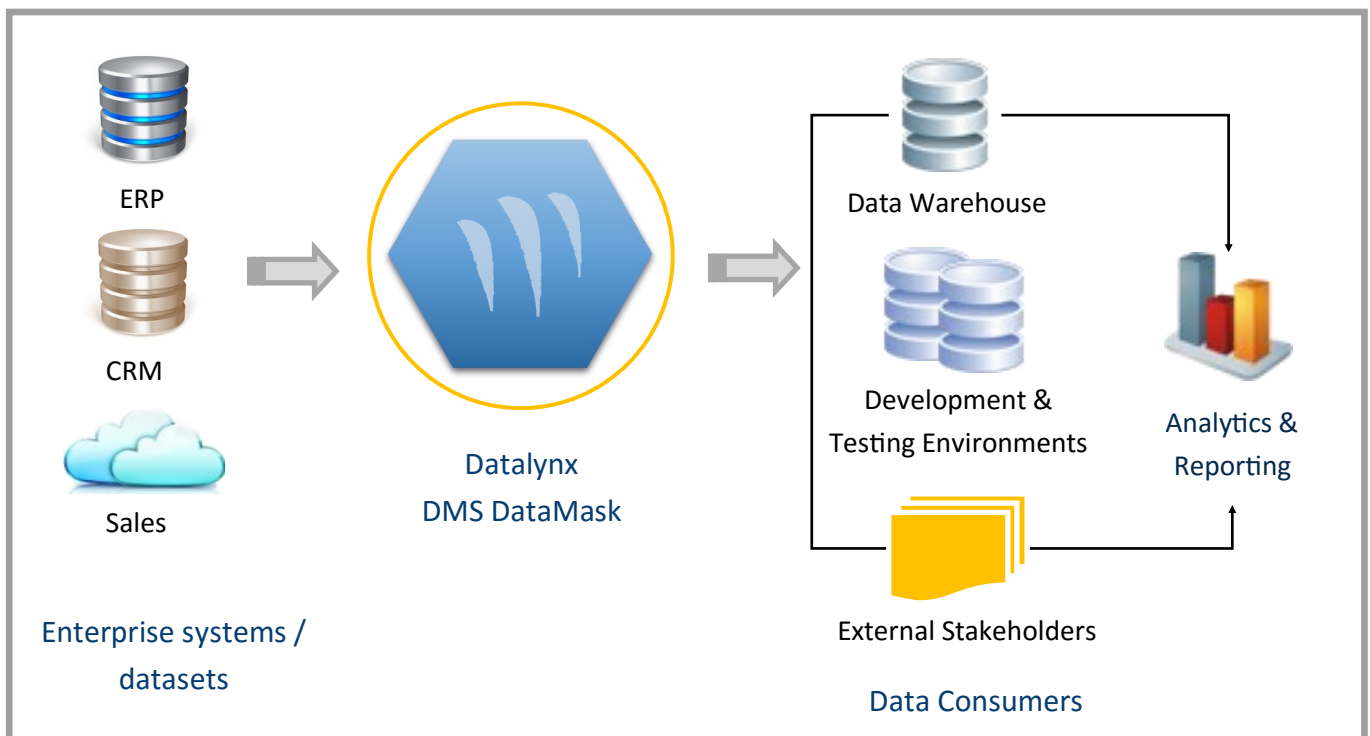 ERP
CRM
Sales
Enterprise systems /
datasets
Datalynx
DMS DataMask
Data Warehouse
Development &
Testing Environments
External Stakeholders
Data Consumers
Analytics &
Reporting